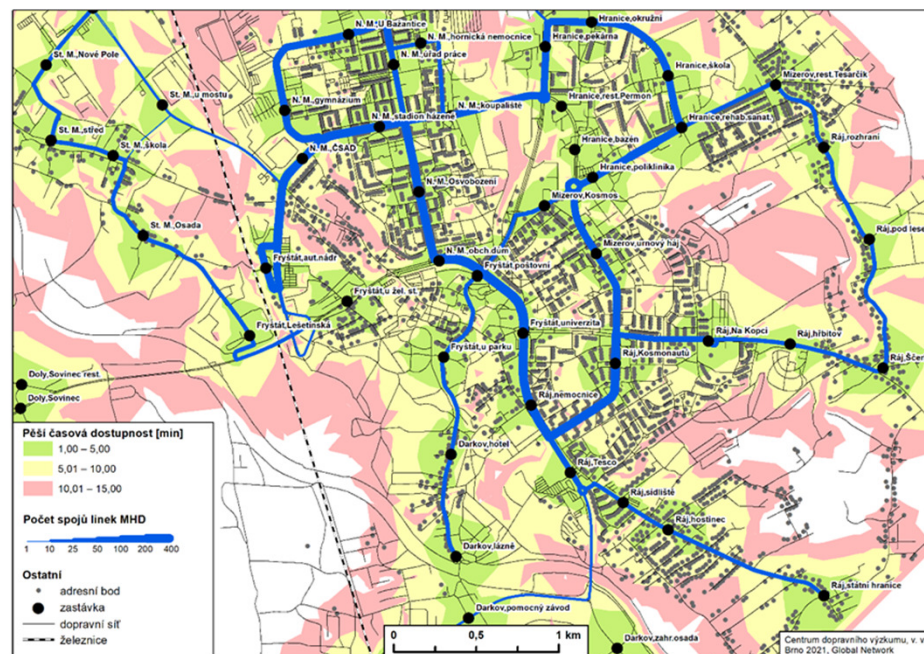 N. M.,U Bažantice
Hranice,okružní
St. M.,Nové Pole
N. M.,hornická nemocnice
Hranice,pekárna
N. M.,úřad práce
Hranice,škola
Mizerov,rest.Tesarčík
St. M.,u mostu
N. M.,gymnázium
N. M.,koupaliště
Hranice,rest.Permon
N. M.,stadion házené
Hranice,rehab.sanat.
St. M.,střed
Ráj,rozhraní
St. M.,škola
N. M.,ČSAD
Hranice,bazén
Hranice,poliklinika
N. M.,Osvobození
Mizerov,Kosmos
St. M.,Osada
Ráj,pod lese
Mizerov,urnový háj
Fryštát,aut.nádr.
N. M.,obch.dům
Fryštát,poštovní
Fryštát,u žel. st.
Fryštát,Lešetínská
Fryštát,univerzita
Ráj,Na Kopci
Ráj,hřbitov
Fryštát,u parku
Ráj,Kosmonautů
Ráj,Ščer
Doly,Sovinec rest.
Doly,Sovinec
Ráj,nemocnice
Darkov,hotel
Ráj,Tesco
Ráj,sídliště
Ráj,hostinec
Darkov,lázně
Ráj,státní hranice
Darkov,pomocný závod
Darkov,zahr.osada
Pěší časová dostupnost [min]
1,00 – 5,00
5,01 – 10,00
10,01 – 15,00
Počet spojů linek MHD
1 10 25 50 100 200 400
Ostatní
adresní bod
zastávka
dopravní síť
železnice
0 0,5 1 km
Centrum dopravního výzkumu, v. v
Brno 2021, Global Network